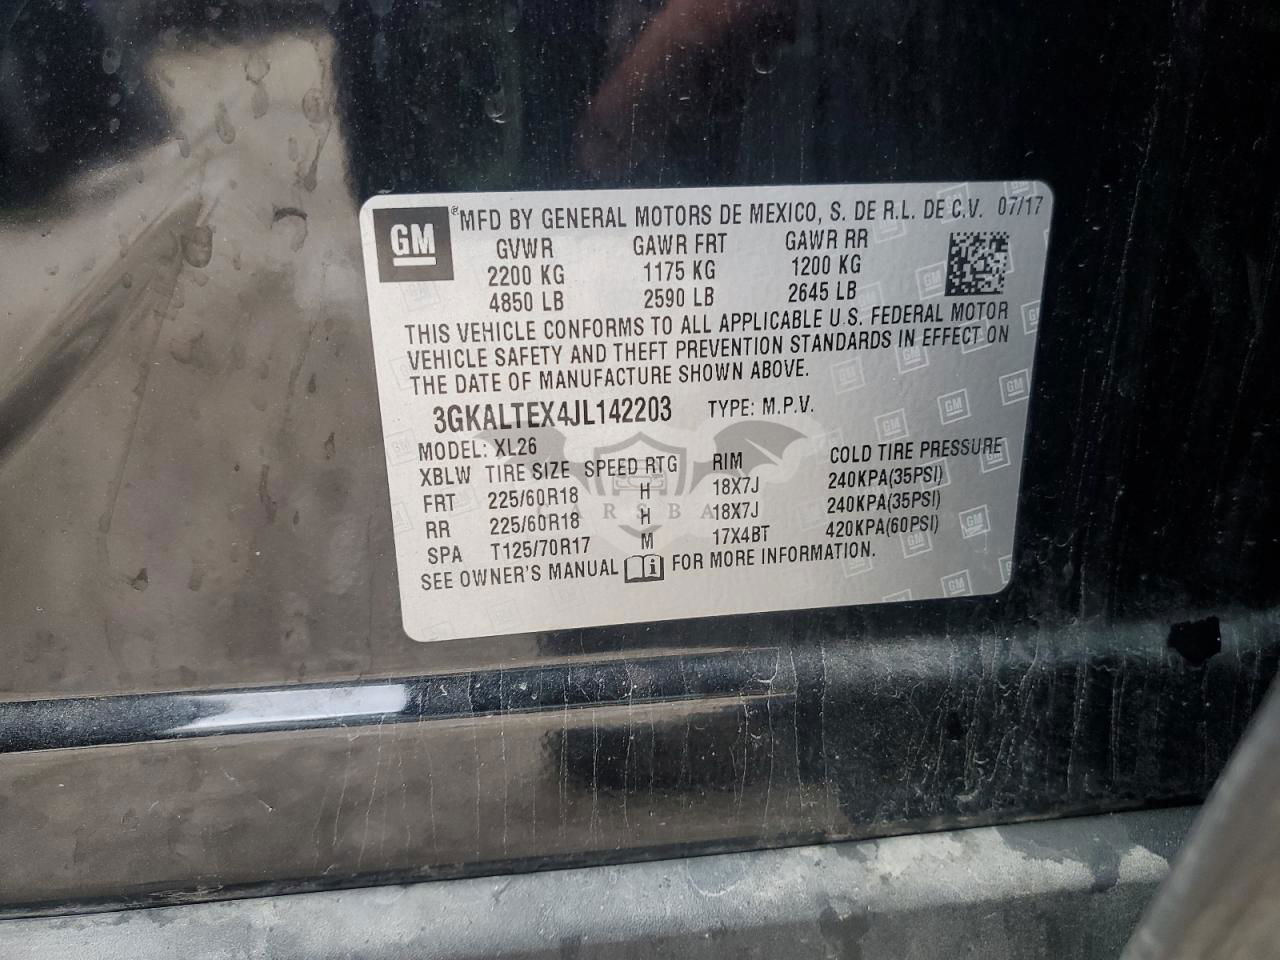 GM ® MFD BY GENERAL MOTORS DE MEXICO, S. DE R.L. DE C.V. 07/17
GVWR GAWR FRT GAWR RR
2200 KG 1175 KG 1200 KG
4850 LB 2590 LB 2645 LB
THIS VEHICLE CONFORMS TO ALL APPLICABLE U.S. FEDERAL MOTOR
VEHICLE SAFETY AND THEFT PREVENTION STANDARDS IN EFFECT ON
THE DATE OF MANUFACTURE SHOWN ABOVE.
3GKALTEX4JL142203 TYPE: M.P.V.
MODEL: XL26
XBLW TIRE SIZE SPEED RTG RIM COLD TIRE PRESSURE
FRT 225/60R18 H 18X7J 240KPA(35PSI)
RR 225/60R18 H 18X7J 240KPA(35PSI)
SPA T125/70R17 M 17X4BT 420KPA(60PSI)
SEE OWNER'S MANUAL FOR MORE INFORMATION.